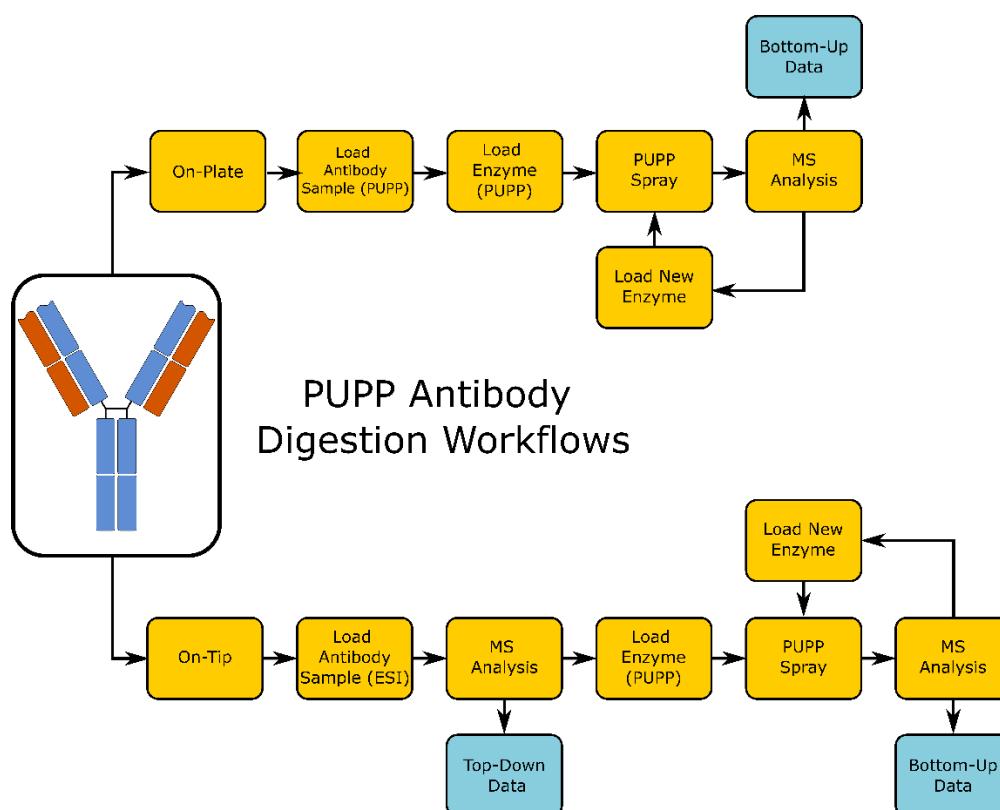 Bottom-Up
Data
On-Plate
Load
Antibody
Sample (PUPP)
Load
Enzyme
(PUPP)
PUPP
Spray
MS
Analysis
Load New
Enzyme
PUPP Antibody
Digestion Workflows
Load New
Enzyme
On-Tip
Load
Antibody
Sample (ESI)
MS
Analysis
Load
Enzyme
(PUPP)
PUPP
Spray
MS
Analysis
Top-Down
Data
Bottom-Up
Data